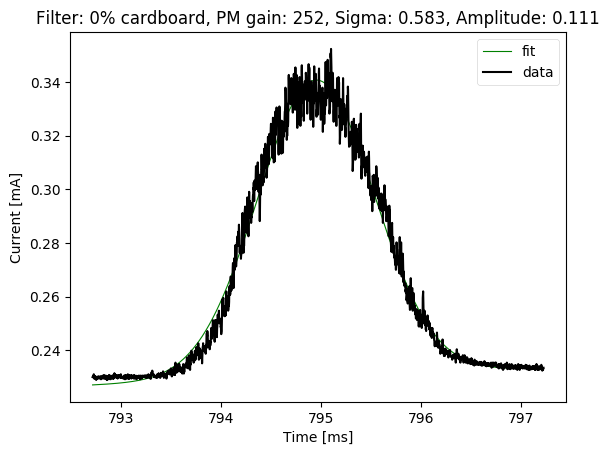 Filter: 0% cardboard, PM gain: 252, Sigma: 0.583, Amplitude: 0.111
fit
data
0.34
0.32
0.30
0.28
0.26
0.24
Current [mA]
793 794 795 796 797
Time [ms]